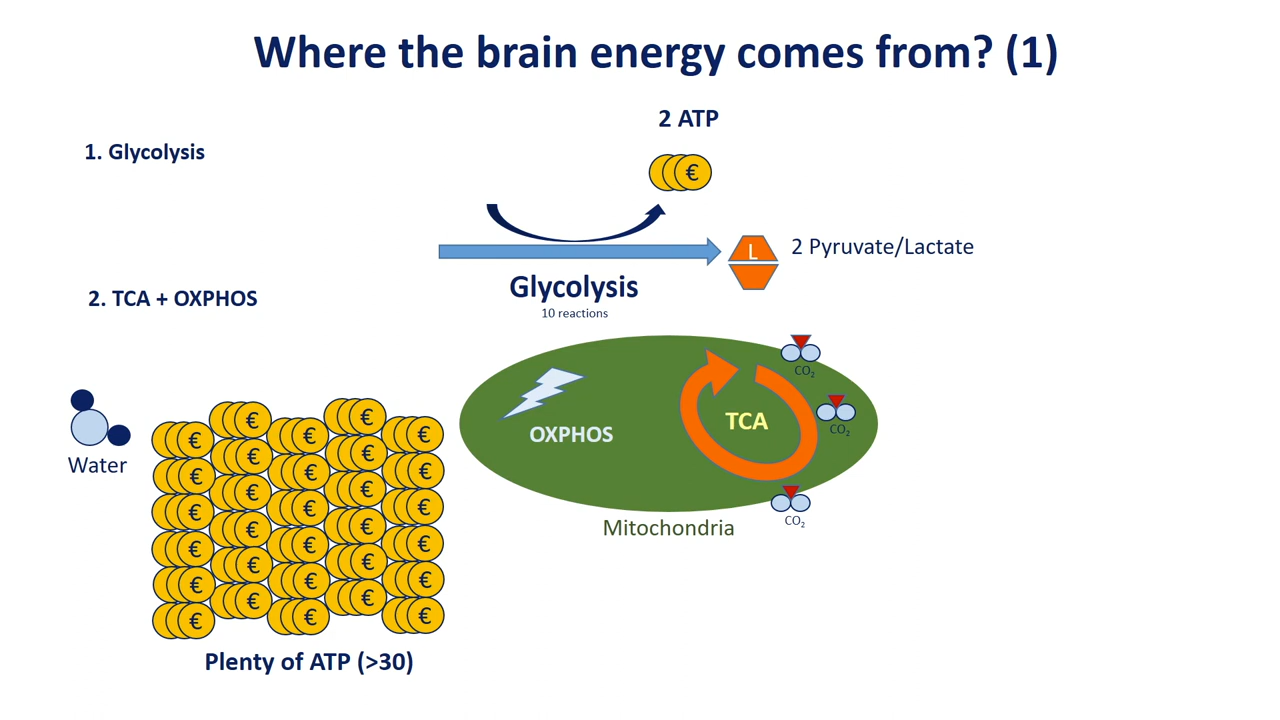 Where the brain energy comes from? (1)
2 ATP
1. Glycolysis
€
L
2 Pyruvate/Lactate
Glycolysis
10 reactions
2. TCA + OXPHOS
CO₂
CO₂
CO₂
OXPHOS
TCA
Mitochondria
Water
€ € € € €
€ € € € €
€ € € € €
€ € € € €
€ € € € €
€ € € € €
Plenty of ATP (>30)